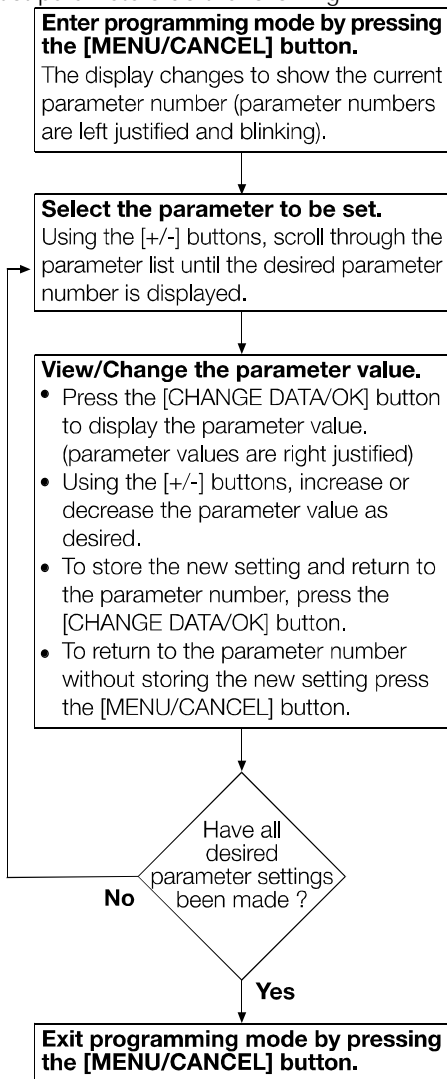 Enter programming mode by pressing
the [MENU/CANCEL] button.
The display changes to show the current
parameter number (parameter numbers
are left justified and blinking).
Select the parameter to be set.
Using the [+/-] buttons, scroll through the
parameter list until the desired parameter
number is displayed.
View/Change the parameter value.
• Press the [CHANGE DATA/OK] button
to display the parameter value.
(parameter values are right justified)
• Using the [+/-] buttons, increase or
decrease the parameter value as
desired.
• To store the new setting and return to
the parameter number, press the
[CHANGE DATA/OK] button.
• To return to the parameter number
without storing the new setting press
the [MENU/CANCEL] button.
Have all
desired
parameter settings
been made ?
No
Yes
Exit programming mode by pressing
the [MENU/CANCEL] button.